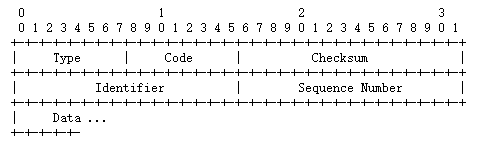 0                   1                   2                   3
0 1 2 3 4 5 6 7 8 9 0 1 2 3 4 5 6 7 8 9 0 1 2 3 4 5 6 7 8 9 0 1
+-+-+-+-+-+-+-+-+-+-+-+-+-+-+-+-+-+-+-+-+-+-+-+-+-+-+-+-+-+-+-+-+
|     Type      |     Code      |          Checksum             |
+-+-+-+-+-+-+-+-+-+-+-+-+-+-+-+-+-+-+-+-+-+-+-+-+-+-+-+-+-+-+-+-+
|           Identifier          |        Sequence Number        |
+-+-+-+-+-+-+-+-+-+-+-+-+-+-+-+-+-+-+-+-+-+-+-+-+-+-+-+-+-+-+-+-+
|     Data ...
+-+-+-+-+-